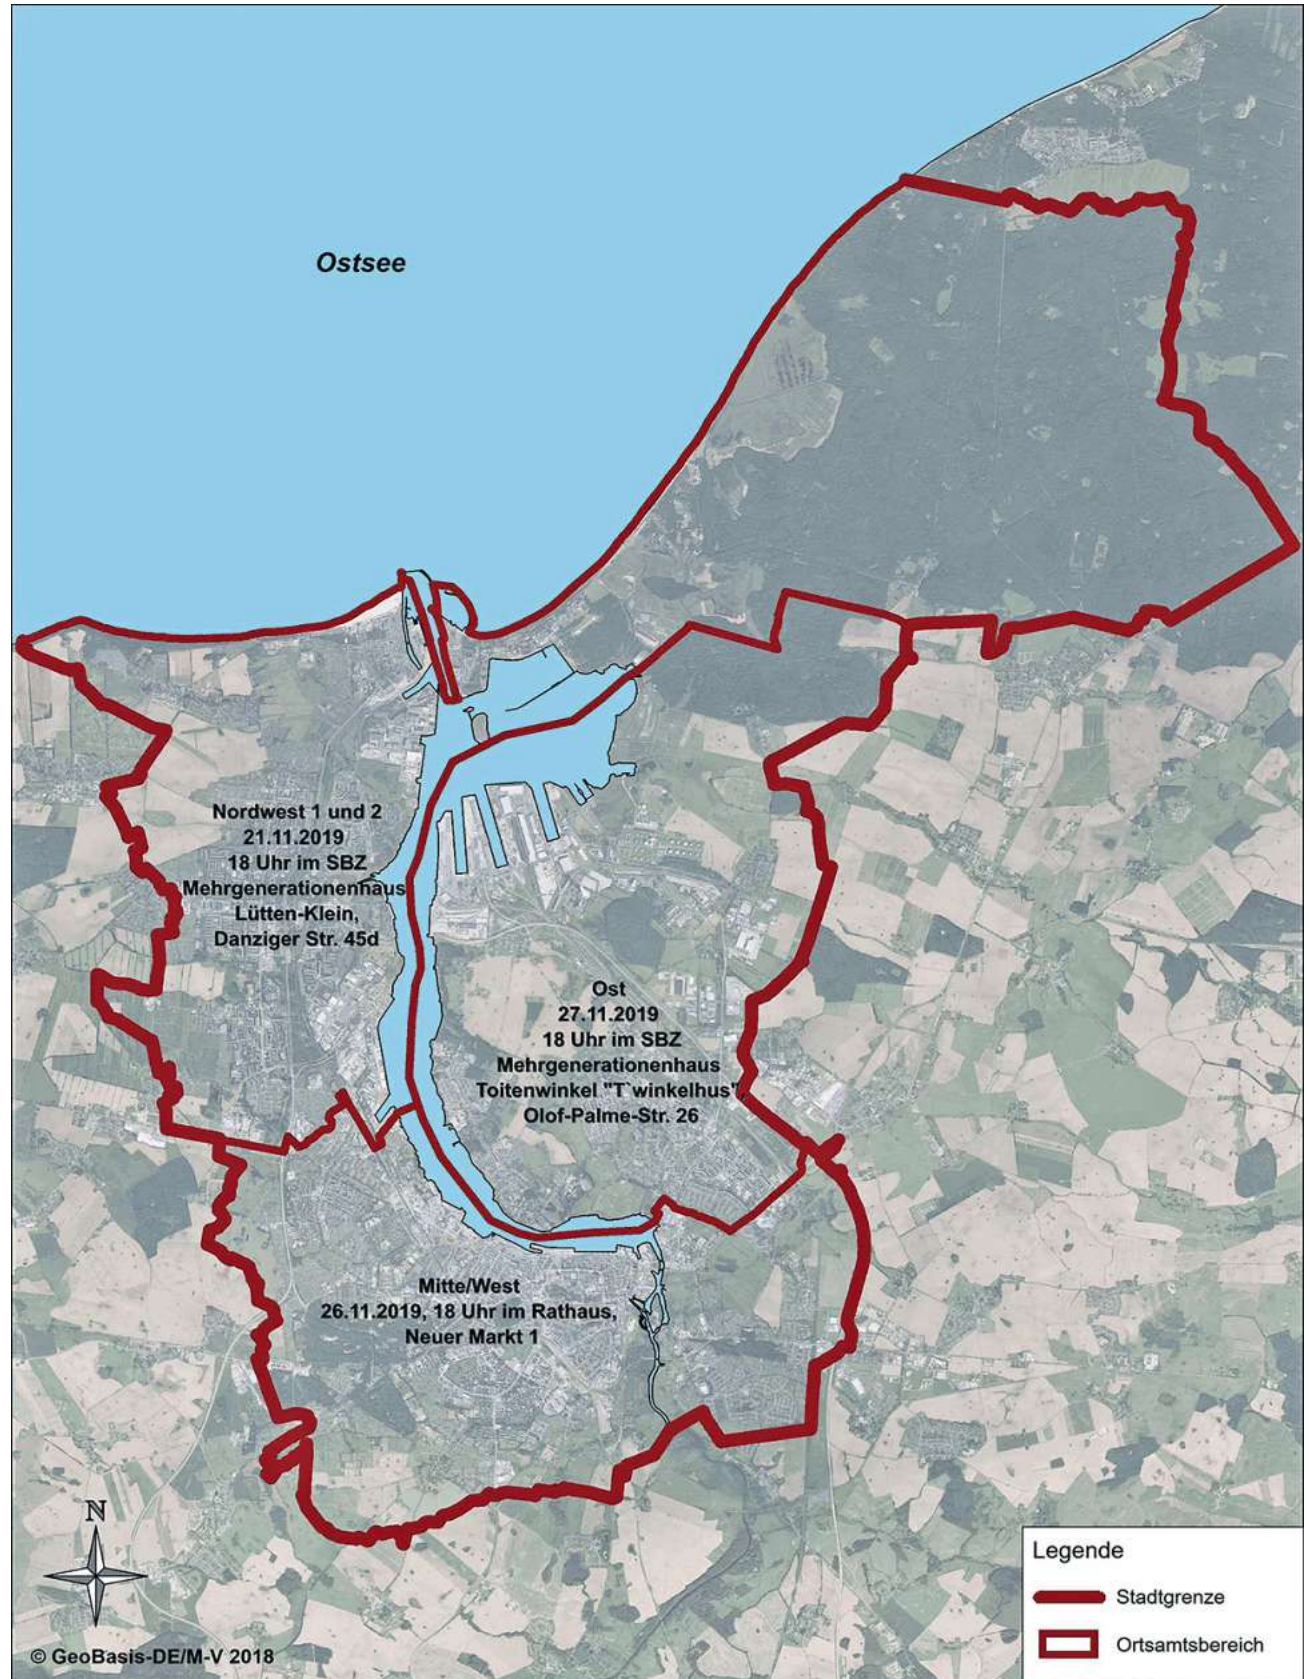 Ostsee
Nordwest 1 und 2
21.11.2019
18 Uhr im SBZ
Mehrgenerationenhaus
Lütten-Klein,
Danziger Str. 45d
Ost
27.11.2019
18 Uhr im SBZ
Mehrgenerationenhaus
Toitenwinkel "T`winkelhus",
Olof-Palme-Str. 26
Mitte/West
26.11.2019, 18 Uhr im Rathaus,
Neuer Markt 1
N
© GeoBasis-DE/M-V 2018
Legende
Stadtgrenze
Ortsamtsbereich